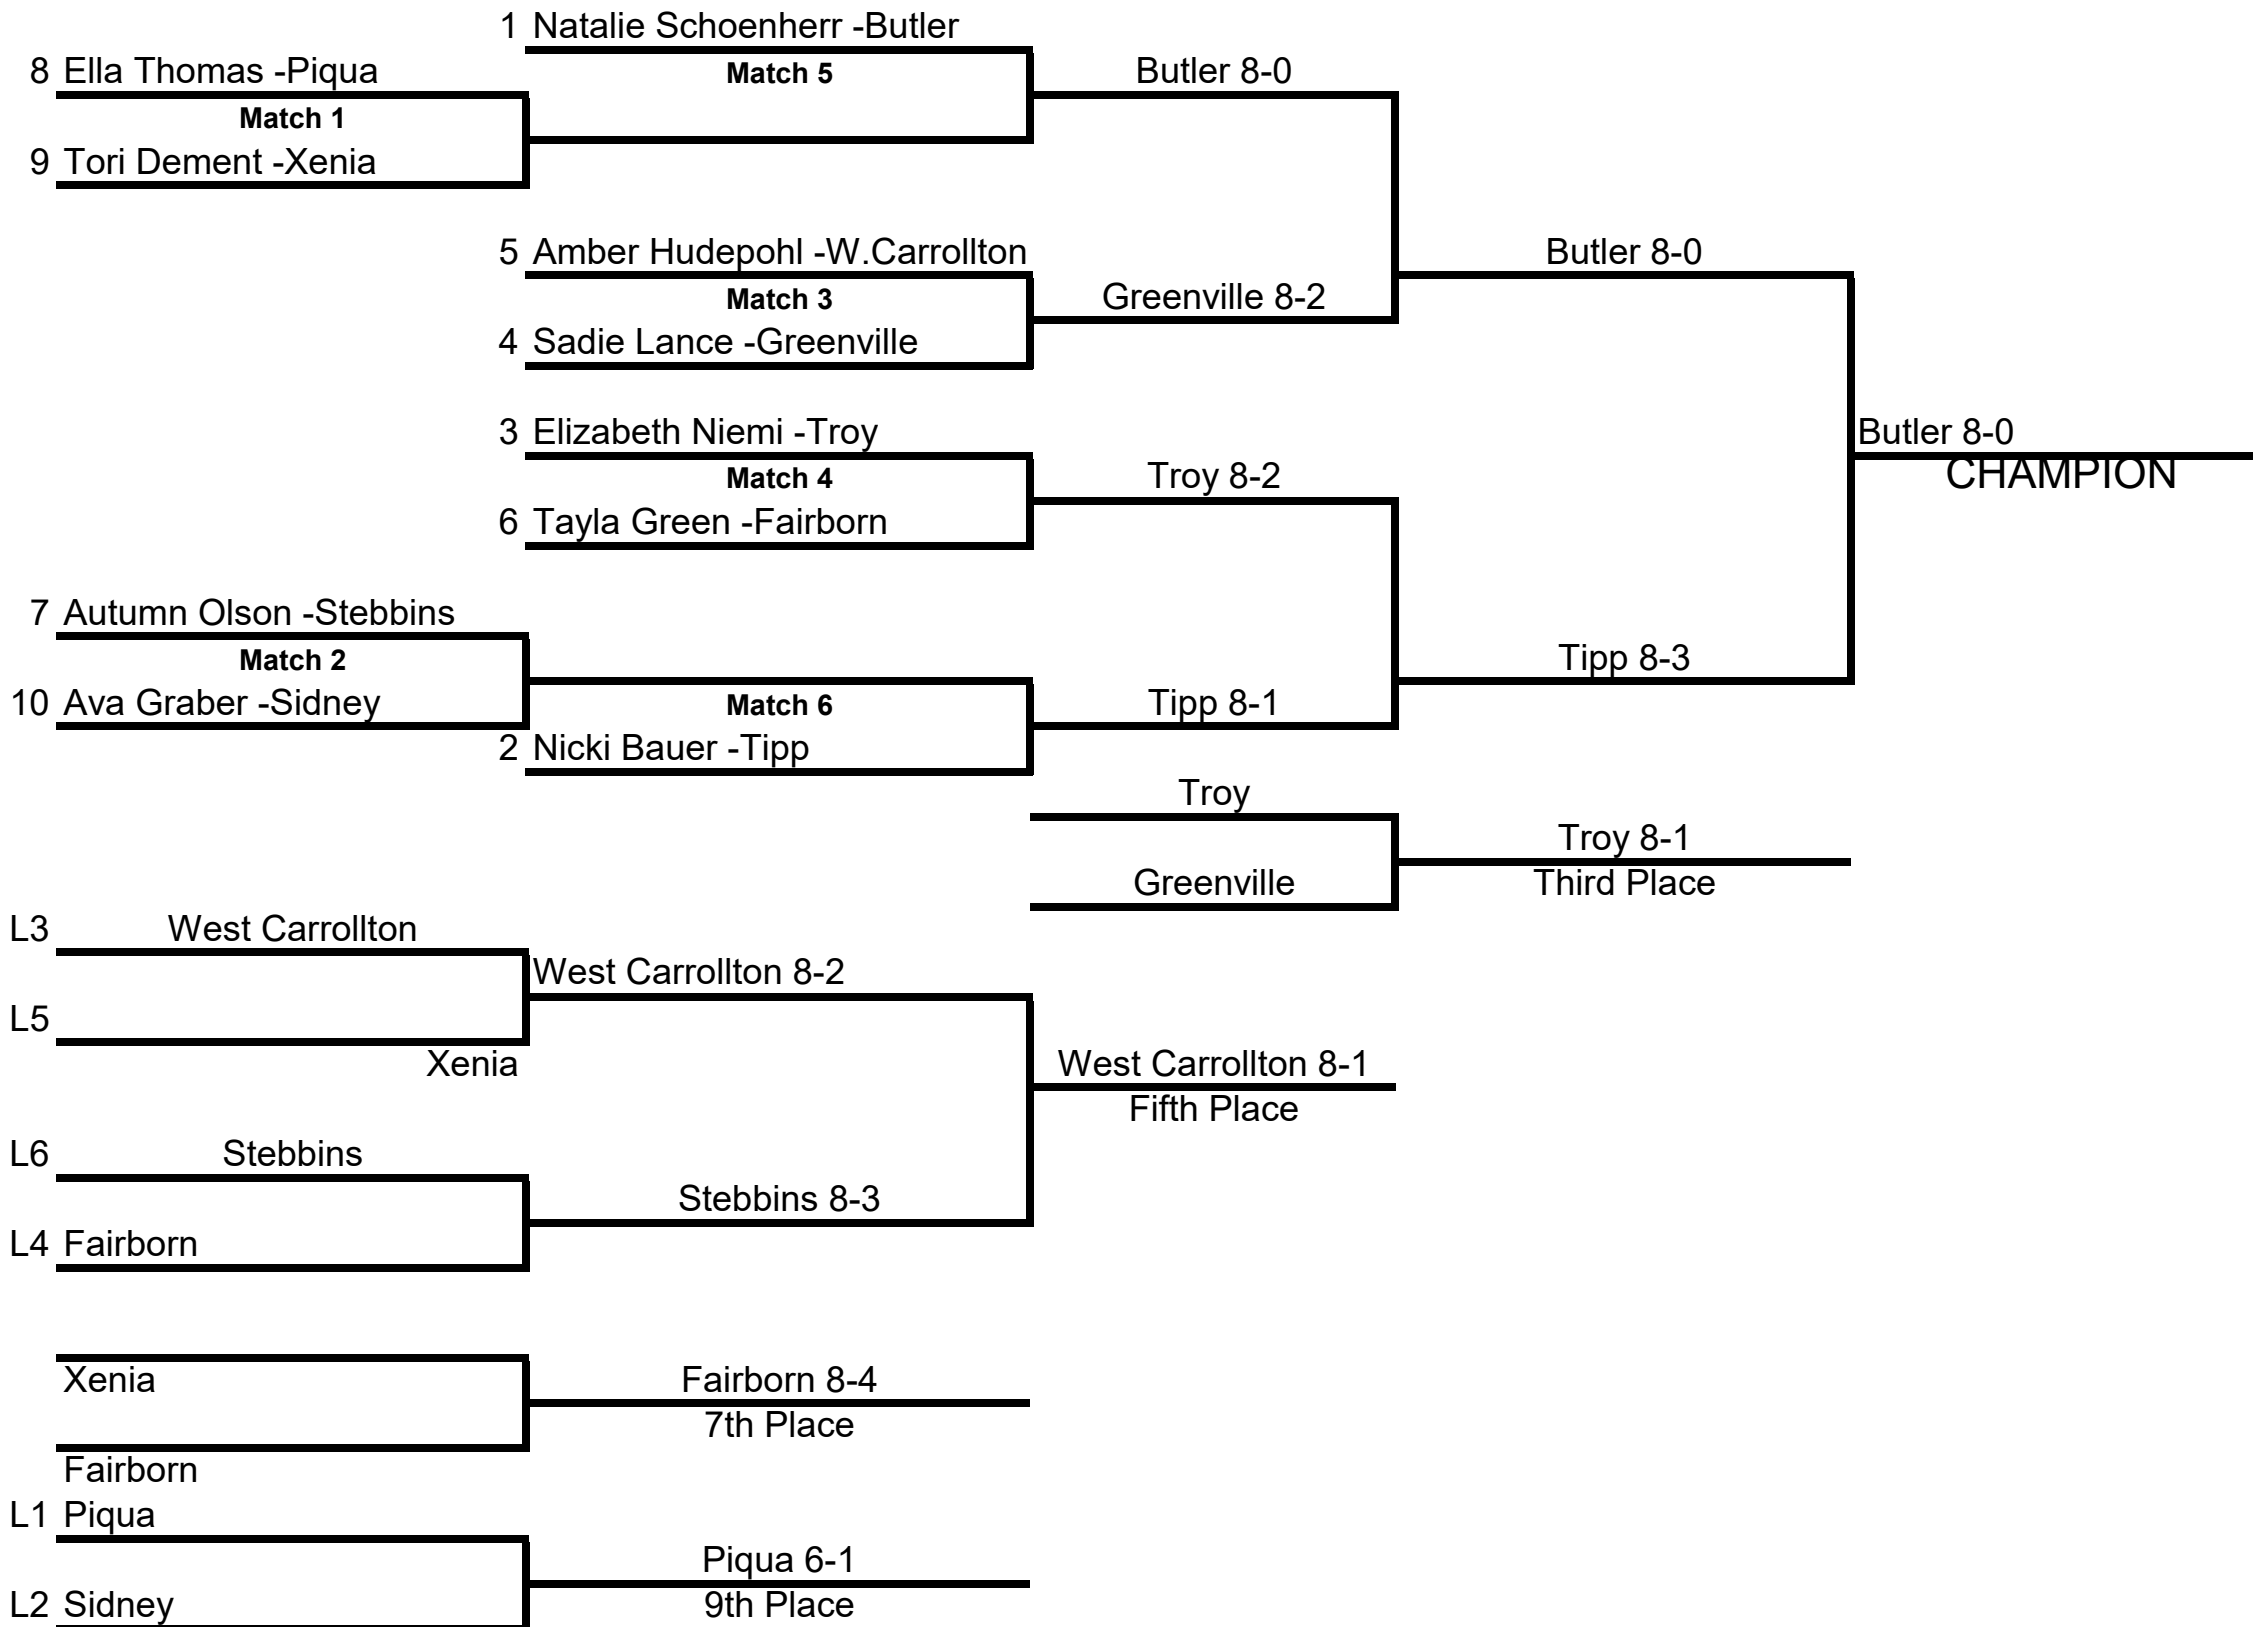 1 Natalie Schoenherr -Butler
8 Ella Thomas -Piqua
Match 5
Butler 8-0
Match 1
9 Tori Dement -Xenia
5 Amber Hudepohl -W.Carrollton
Butler 8-0
Match 3
Greenville 8-2
4 Sadie Lance -Greenville
3 Elizabeth Niemi -Troy
Butler 8-0
Match 4
Troy 8-2
CHAMPION
6 Tayla Green -Fairborn
7 Autumn Olson -Stebbins
Match 2
Tipp 8-3
10 Ava Graber -Sidney
Match 6
Tipp 8-1
2 Nicki Bauer -Tipp
Troy
Troy 8-1
Greenville
Third Place
L3 West Carrollton
West Carrollton 8-2
L5
Xenia
West Carrollton 8-1
Fifth Place
L6 Stebbins
Stebbins 8-3
L4 Fairborn
Xenia
Fairborn 8-4
7th Place
Fairborn
L1 Piqua
Piqua 6-1
L2 Sidney
9th Place